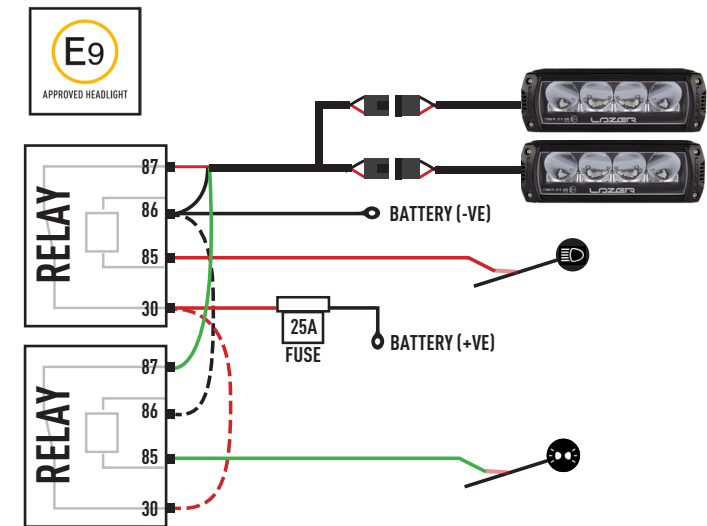 E9
APPROVED HEADLIGHT
LAZER
LAZER
RELAY
87
86
85
30
BATTERY (-VE)
25A
FUSE
BATTERY (+VE)
RELAY
87
86
85
30